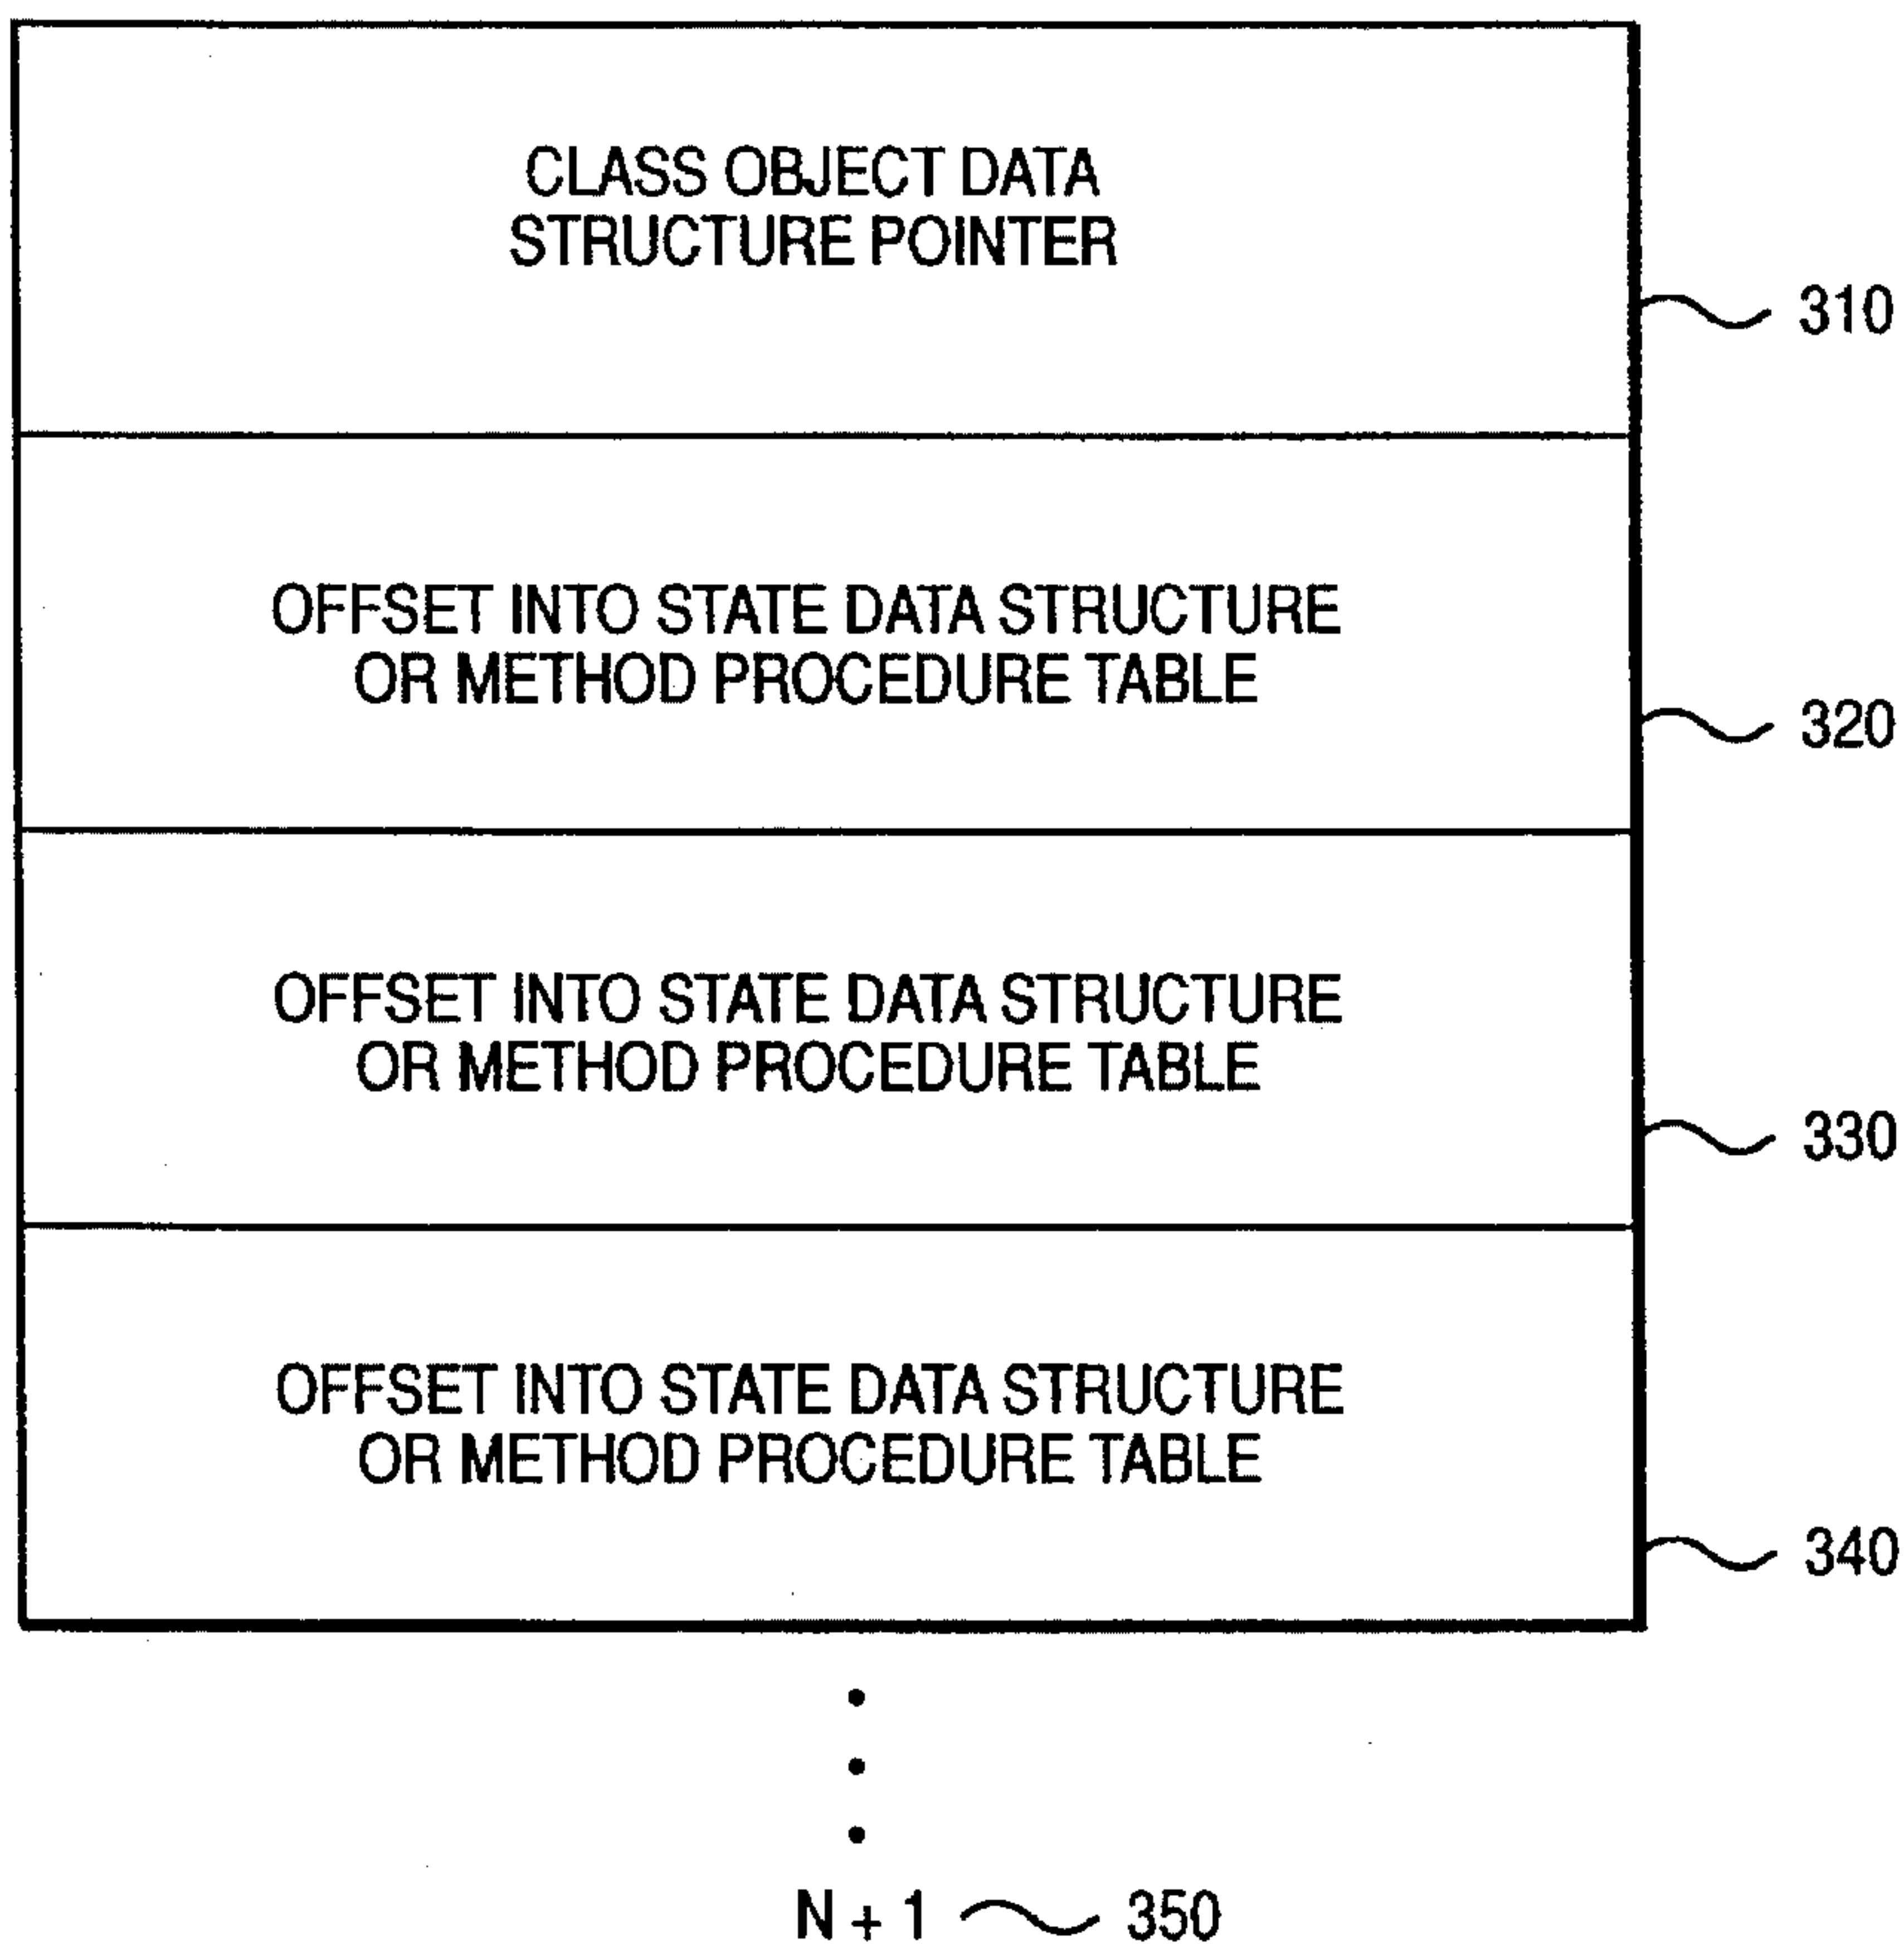 CLASS OBJECT DATA
STRUCTURE POINTER
310
OFFSET INTO STATE DATA STRUCTURE
OR METHOD PROCEDURE TABLE
320
OFFSET INTO STATE DATA STRUCTURE
OR METHOD PROCEDURE TABLE
330
OFFSET INTO STATE DATA STRUCTURE
OR METHOD PROCEDURE TABLE
340
N + 1 350